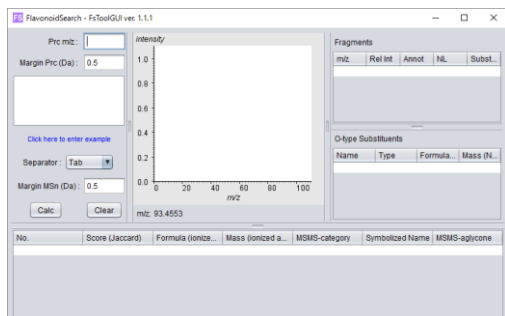 FS FlavonoidSearch - FsToolGUI ver. 1.1.1
Prc m/z :
Margin Prc (Da) : 0.5
Click here to enter example
Separator : Tab
Margin MSn (Da) : 0.5
Calc Clear
intensity
1.0
0.8
0.6
0.4
0.2
0.0
0 20 40 60 80 100
m/z
m/z: 93.4553
Fragments
m/z Rel Int Annot NL Subst...
O-type Substituents
Name Type Formula... Mass (N...
No. Score (Jaccard) Formula (ionize... Mass (ionized a... MSMS-category Symbolized Name MSMS-aglycone